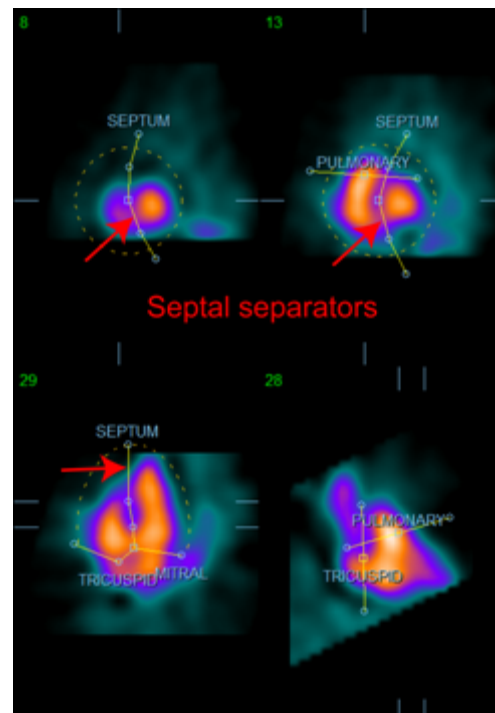 8
13
SEPTUM
SEPTUM
PULMONARY
Septal separators
29
28
SEPTUM
PULMONARY
TRICUSPID
MITRAL
TRICUSPID